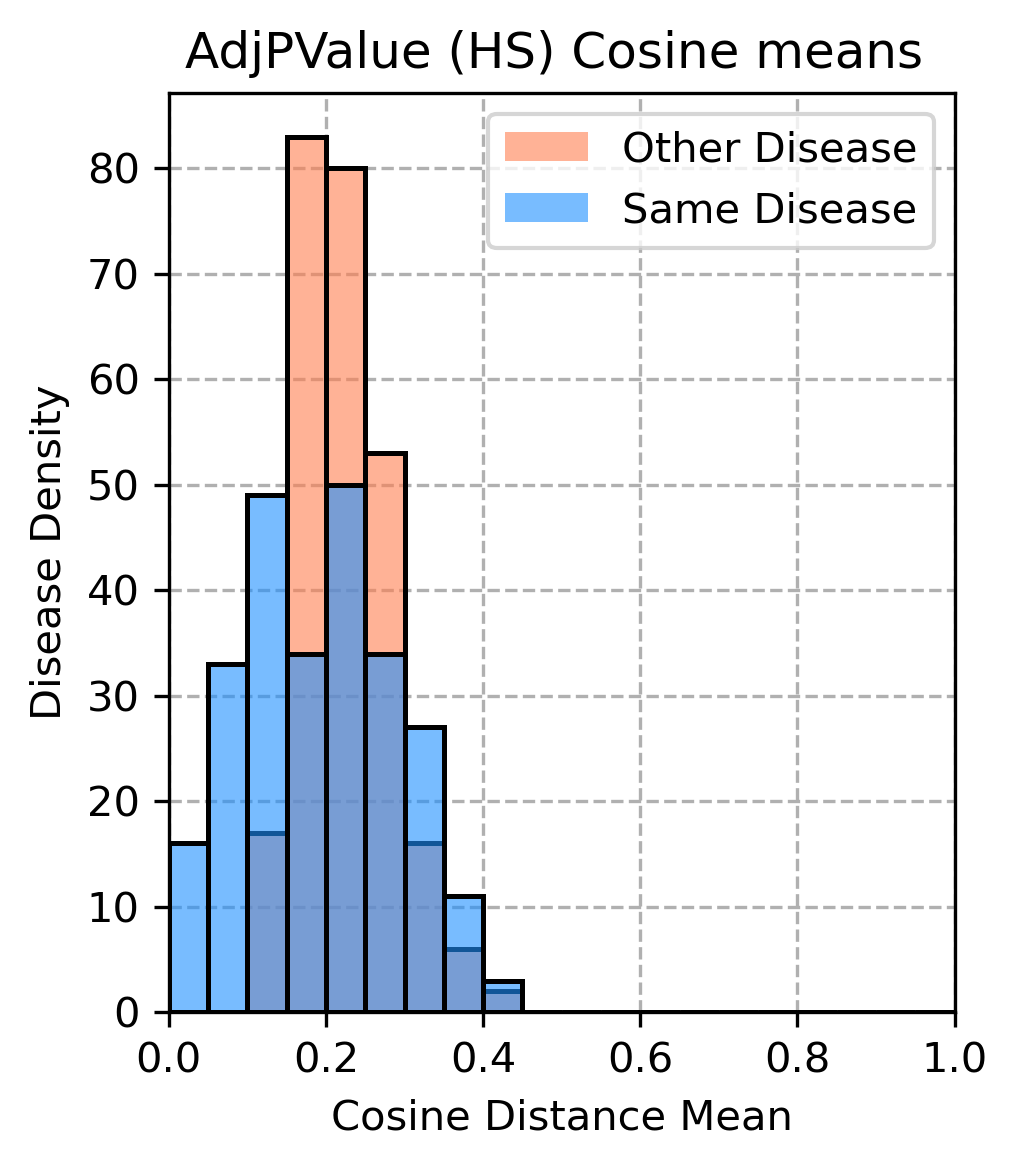 AdjPValue (HS) Cosine means
Other Disease
Same Disease
Disease Density
80
70
60
50
40
30
20
10
0
0.0 0.2 0.4 0.6 0.8 1.0
Cosine Distance Mean